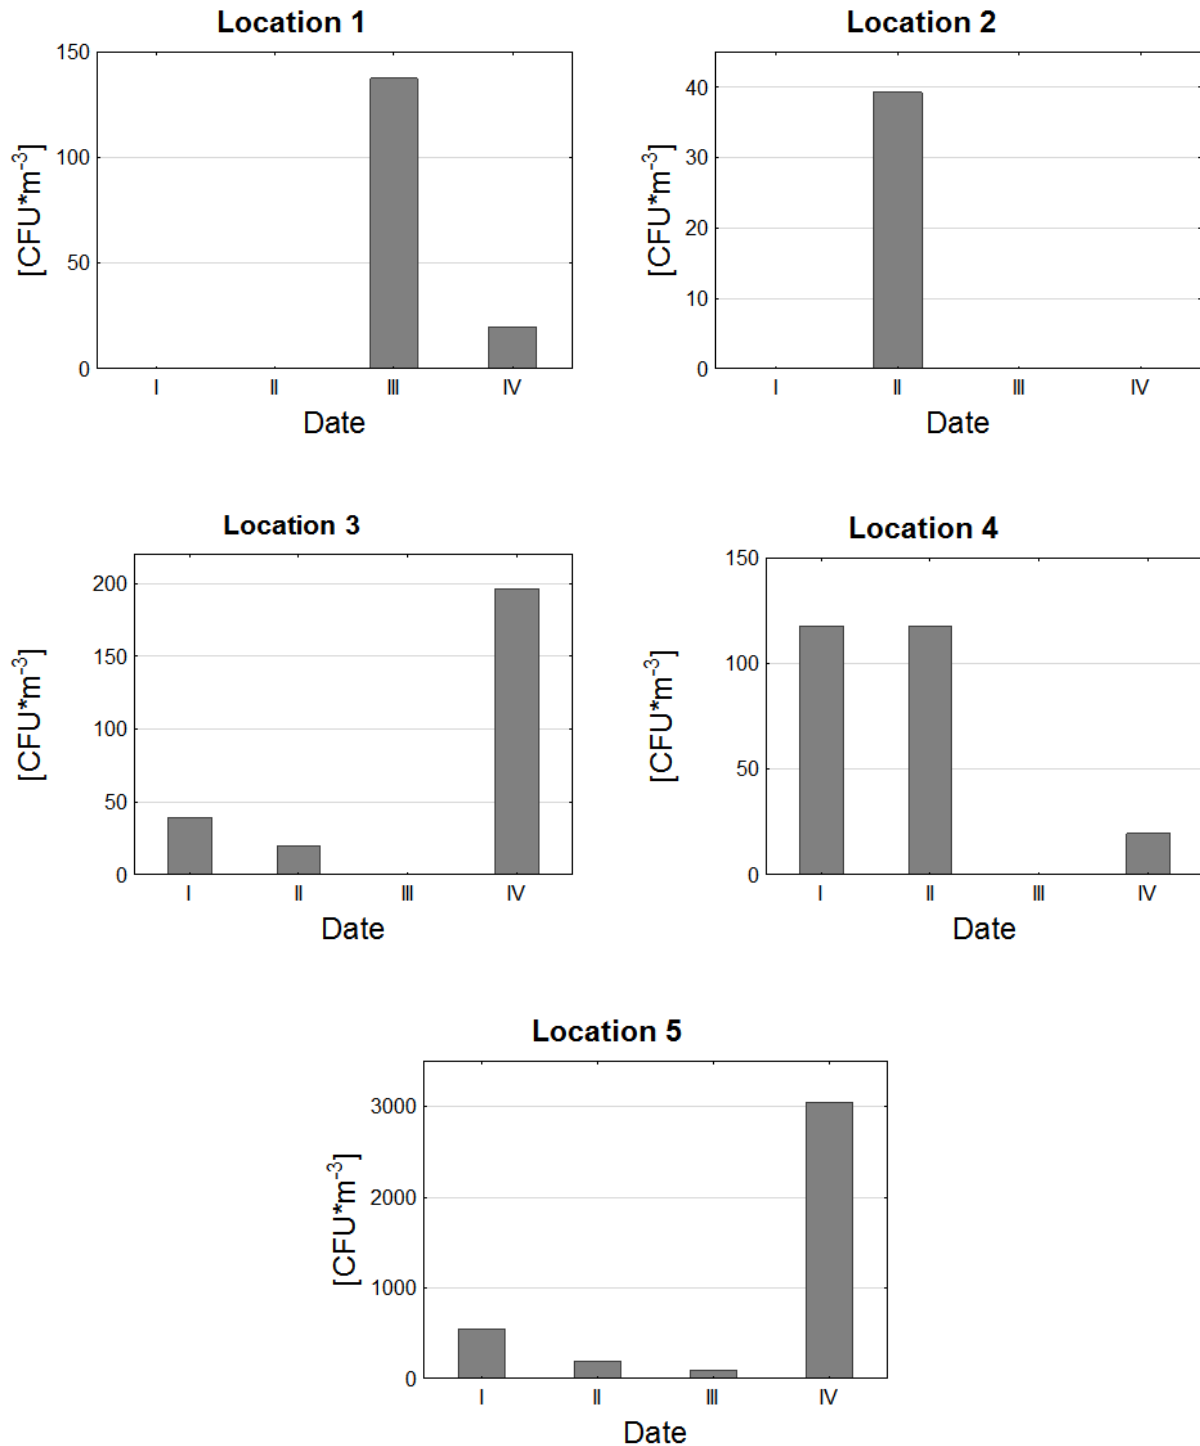 Location 1
150
100
50
0
[CFU*m⁻³]
I II III IV
Date
Location 2
40
30
20
10
0
[CFU*m⁻³]
I II III IV
Date
Location 3
200
150
100
50
0
[CFU*m⁻³]
I II III IV
Date
Location 4
150
100
50
0
[CFU*m⁻³]
I II III IV
Date
Location 5
3000
2000
1000
0
[CFU*m⁻³]
I II III IV
Date